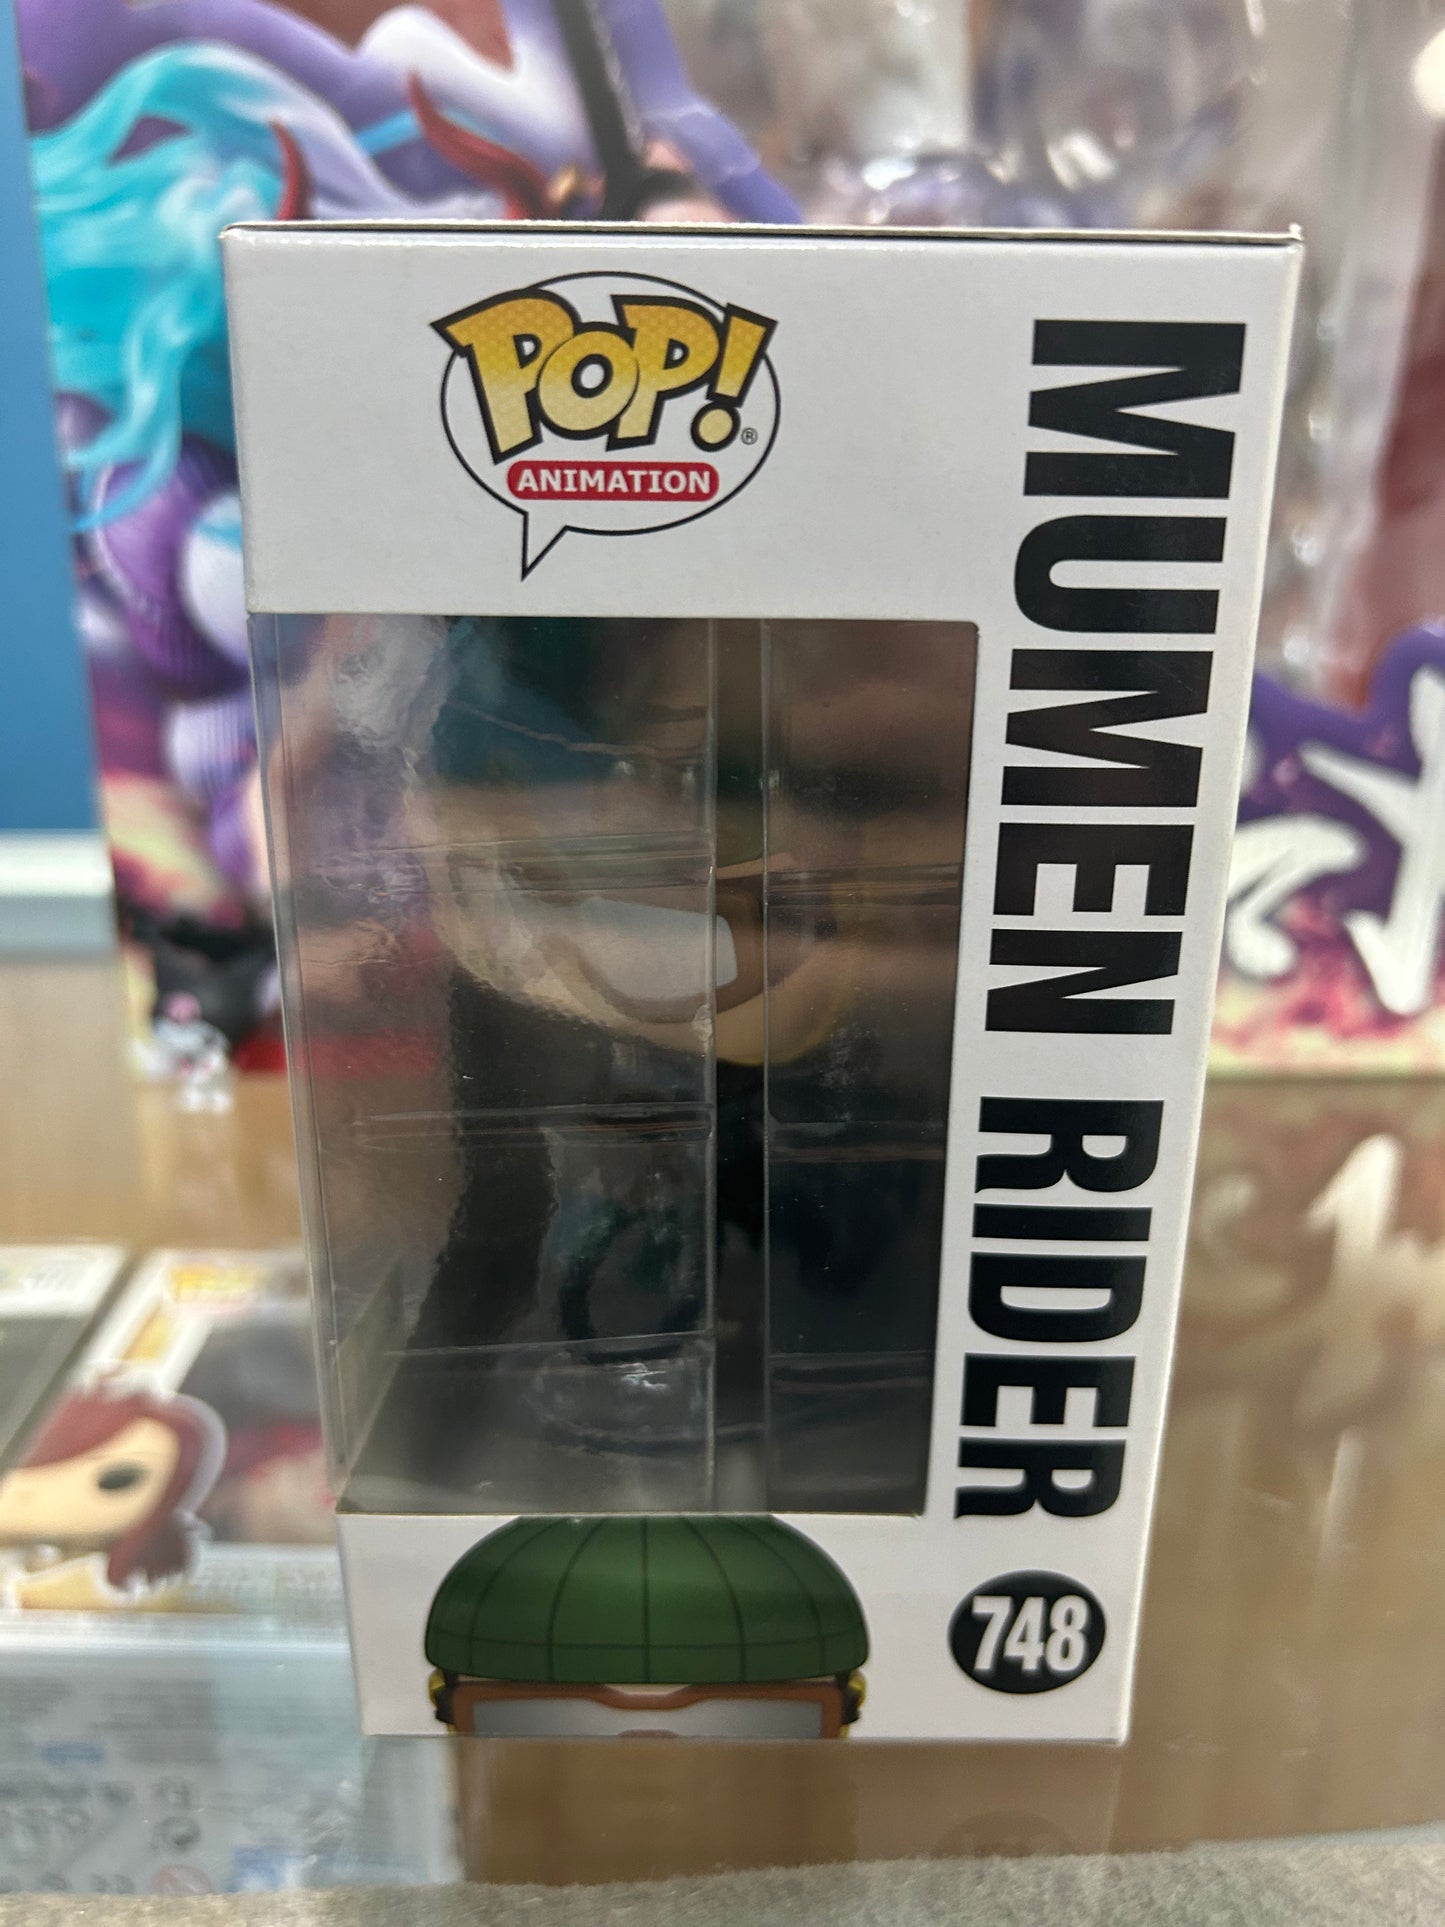 POP!®
ANIMATION
MUMEN RIDER
748